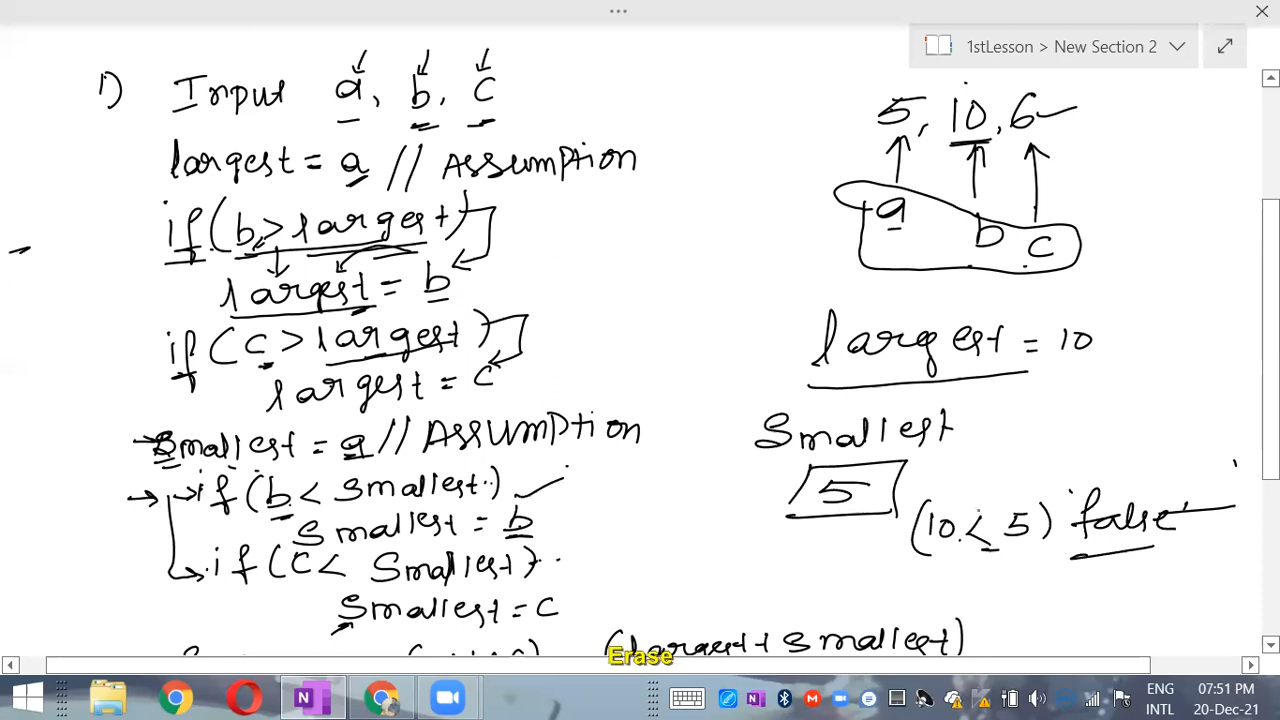 1stLesson > New Section 2
1) Input a, b, c
largest = a // Assumption
if (b > largest)
largest = b
if (c > largest)
largest = c
Smallest = a // Assumption
if (b < smallest)
smallest = b
if (c < smallest)
smallest = c
5, 10, 6
a
b
c
largest = 10
Smallest
5
(10 < 5) false
(largest + smallest)
Erase
ENG
INTL
07:51 PM
20-Dec-21